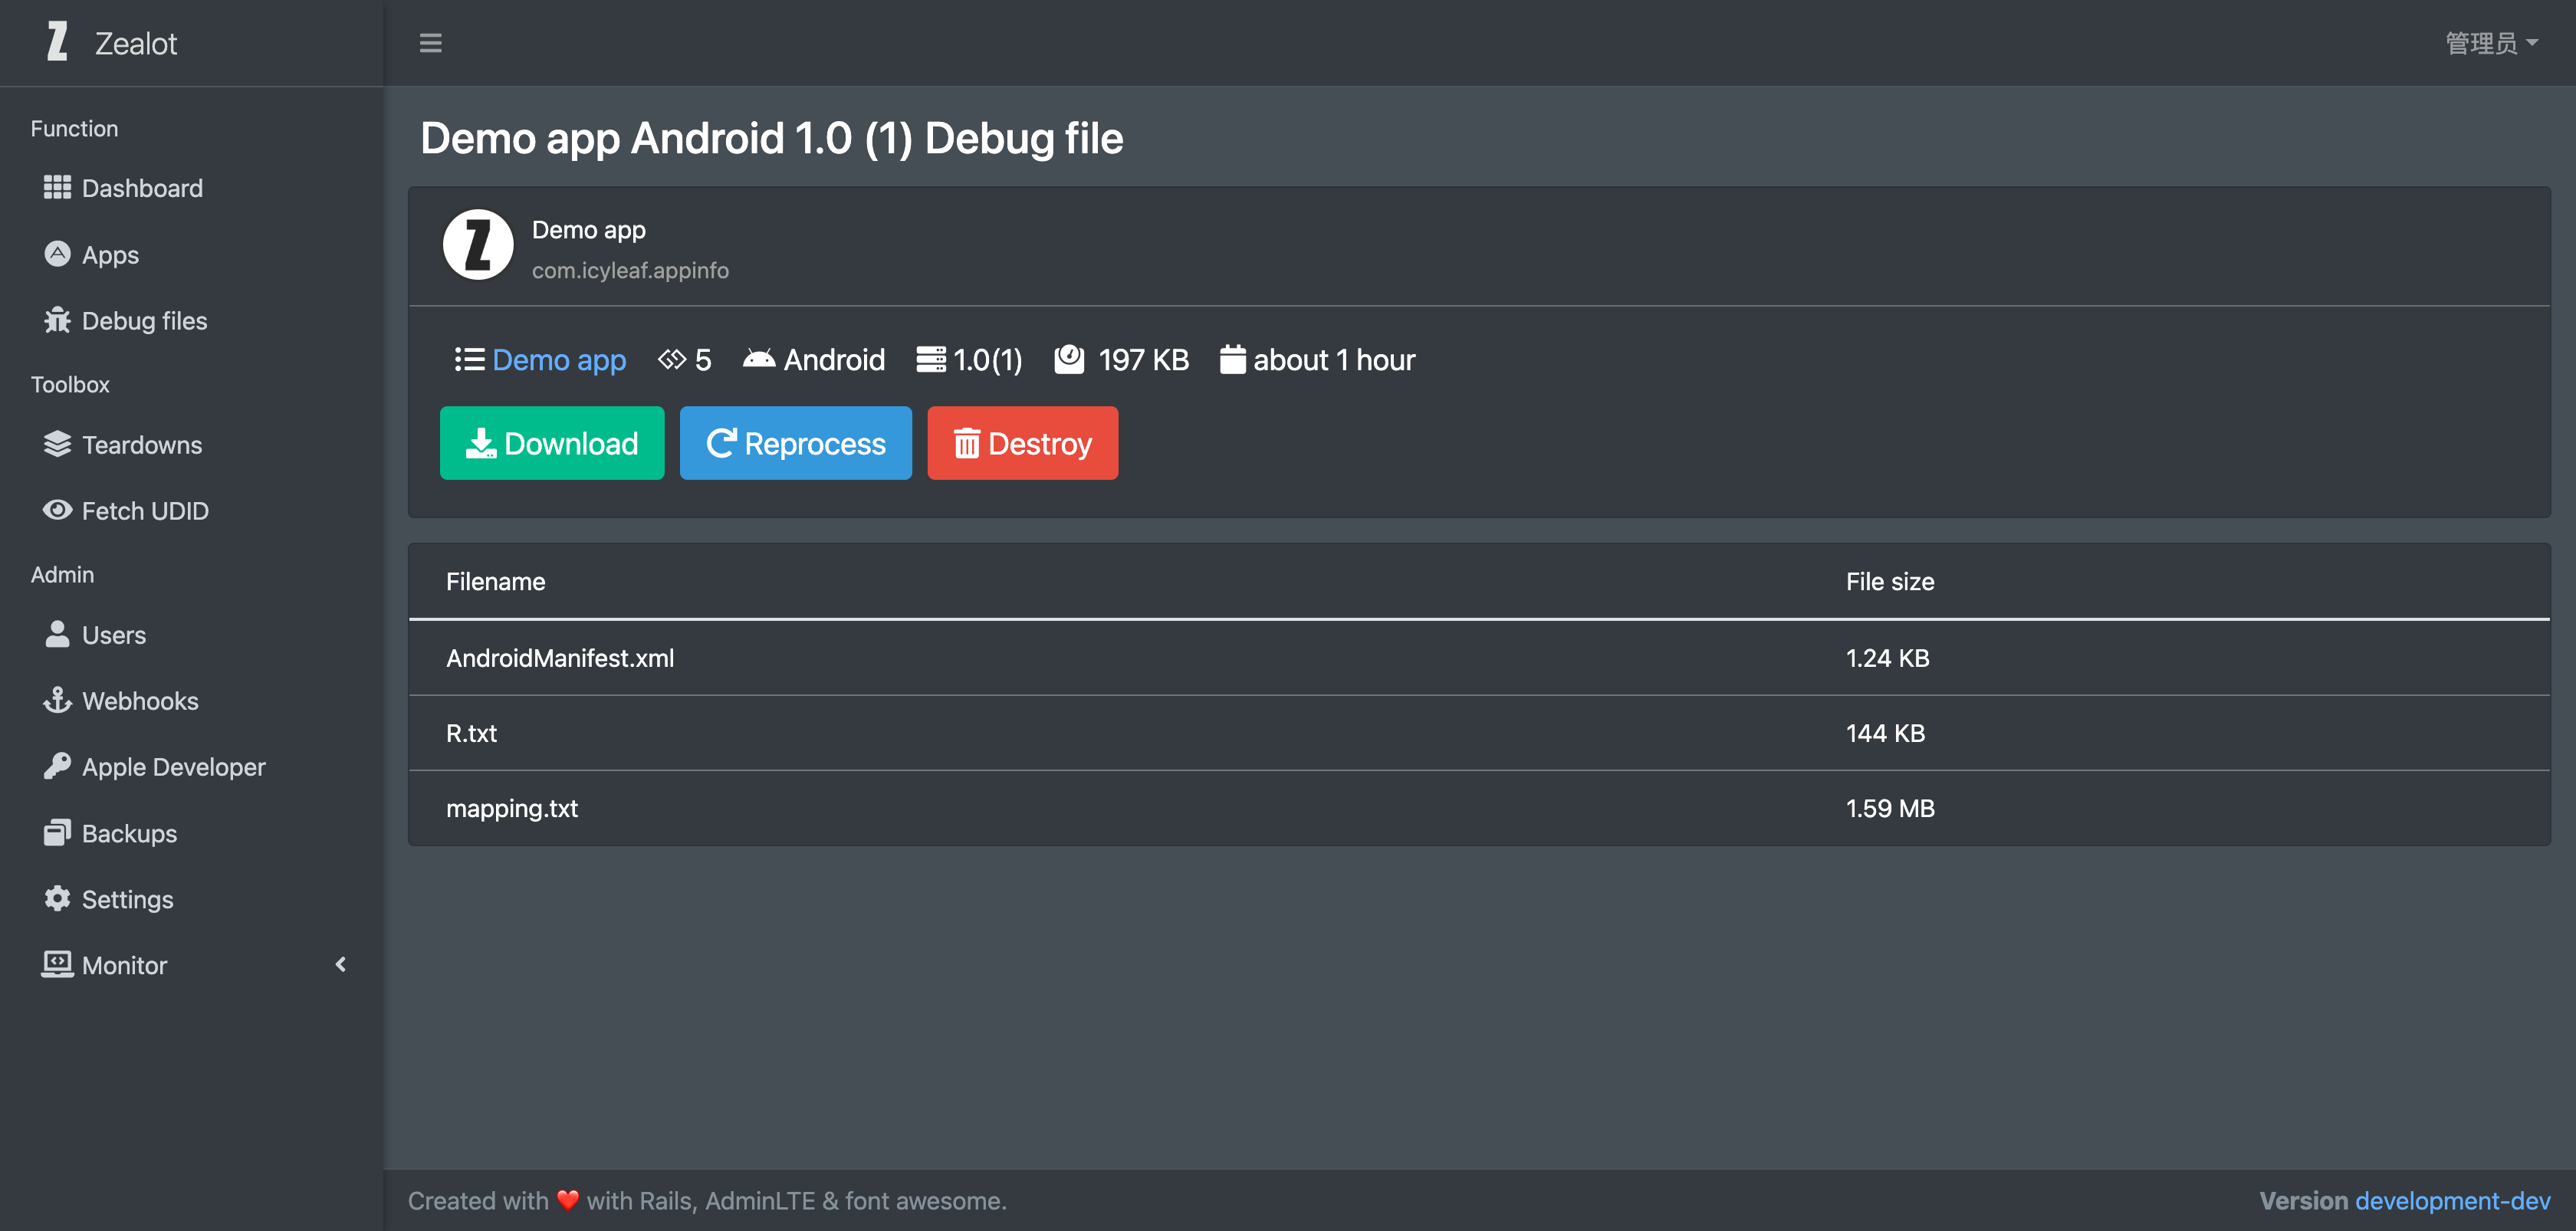 Zealot
管理员
Function
Dashboard
Apps
Debug files
Toolbox
Teardowns
Fetch UDID
Admin
Users
Webhooks
Apple Developer
Backups
Settings
Monitor
Demo app Android 1.0 (1) Debug file
Demo app
com.icyleaf.appinfo
Demo app 5 Android 1.0(1) 197 KB about 1 hour
Download Reprocess Destroy
Filename File size
AndroidManifest.xml 1.24 KB
R.txt 144 KB
mapping.txt 1.59 MB
Created with ❤️ with Rails, AdminLTE & font awesome. Version development-dev